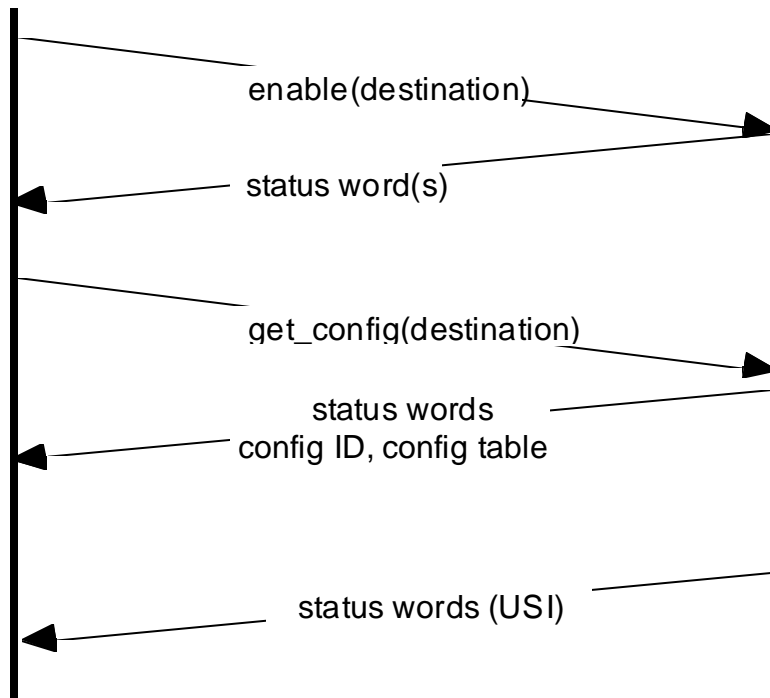 enable(destination)
status word(s)
get_config(destination)
status words
config ID, config table
status words (USI)